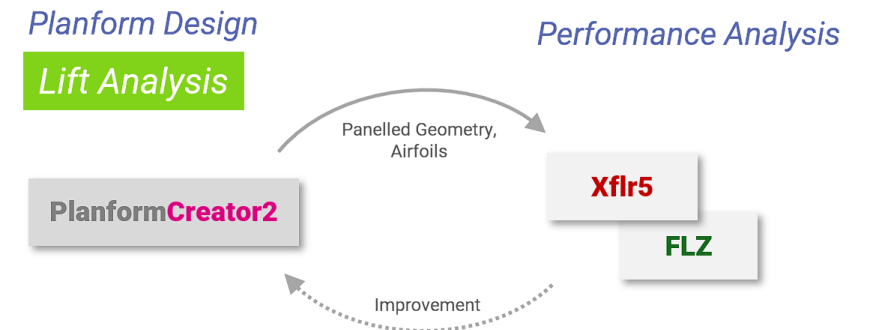 Planform Design
Performance Analysis
Lift Analysis
Panelled Geometry,
Airfoils
Xflr5
PlanformCreator2
FLZ
Improvement